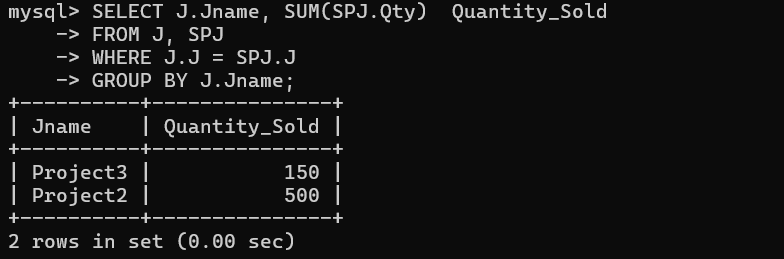 mysql> SELECT J.Jname, SUM(SPJ.Qty)  Quantity_Sold
    -> FROM J, SPJ
    -> WHERE J.J = SPJ.J
    -> GROUP BY J.Jname;
+----------+---------------+
| Jname    | Quantity_Sold |
+----------+---------------+
| Project3 |           150 |
| Project2 |           500 |
+----------+---------------+
2 rows in set (0.00 sec)